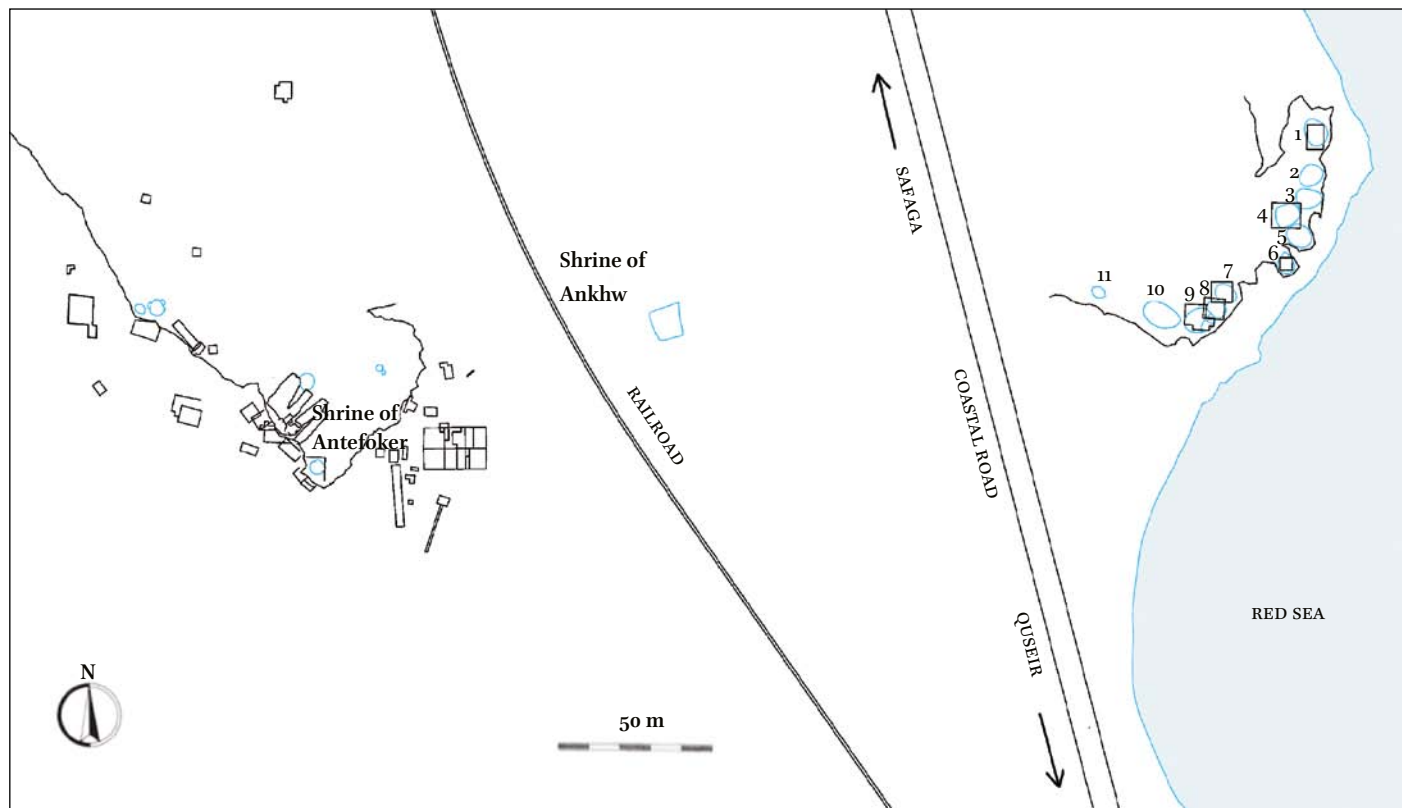 1
2
3
4
5
6
7
8
9
10
11
SAFAGA
Shrine of
Ankhw
COASTAL ROAD
RAILROAD
Shrine of
Antefoker
QUSEIR
RED SEA
N
50 m